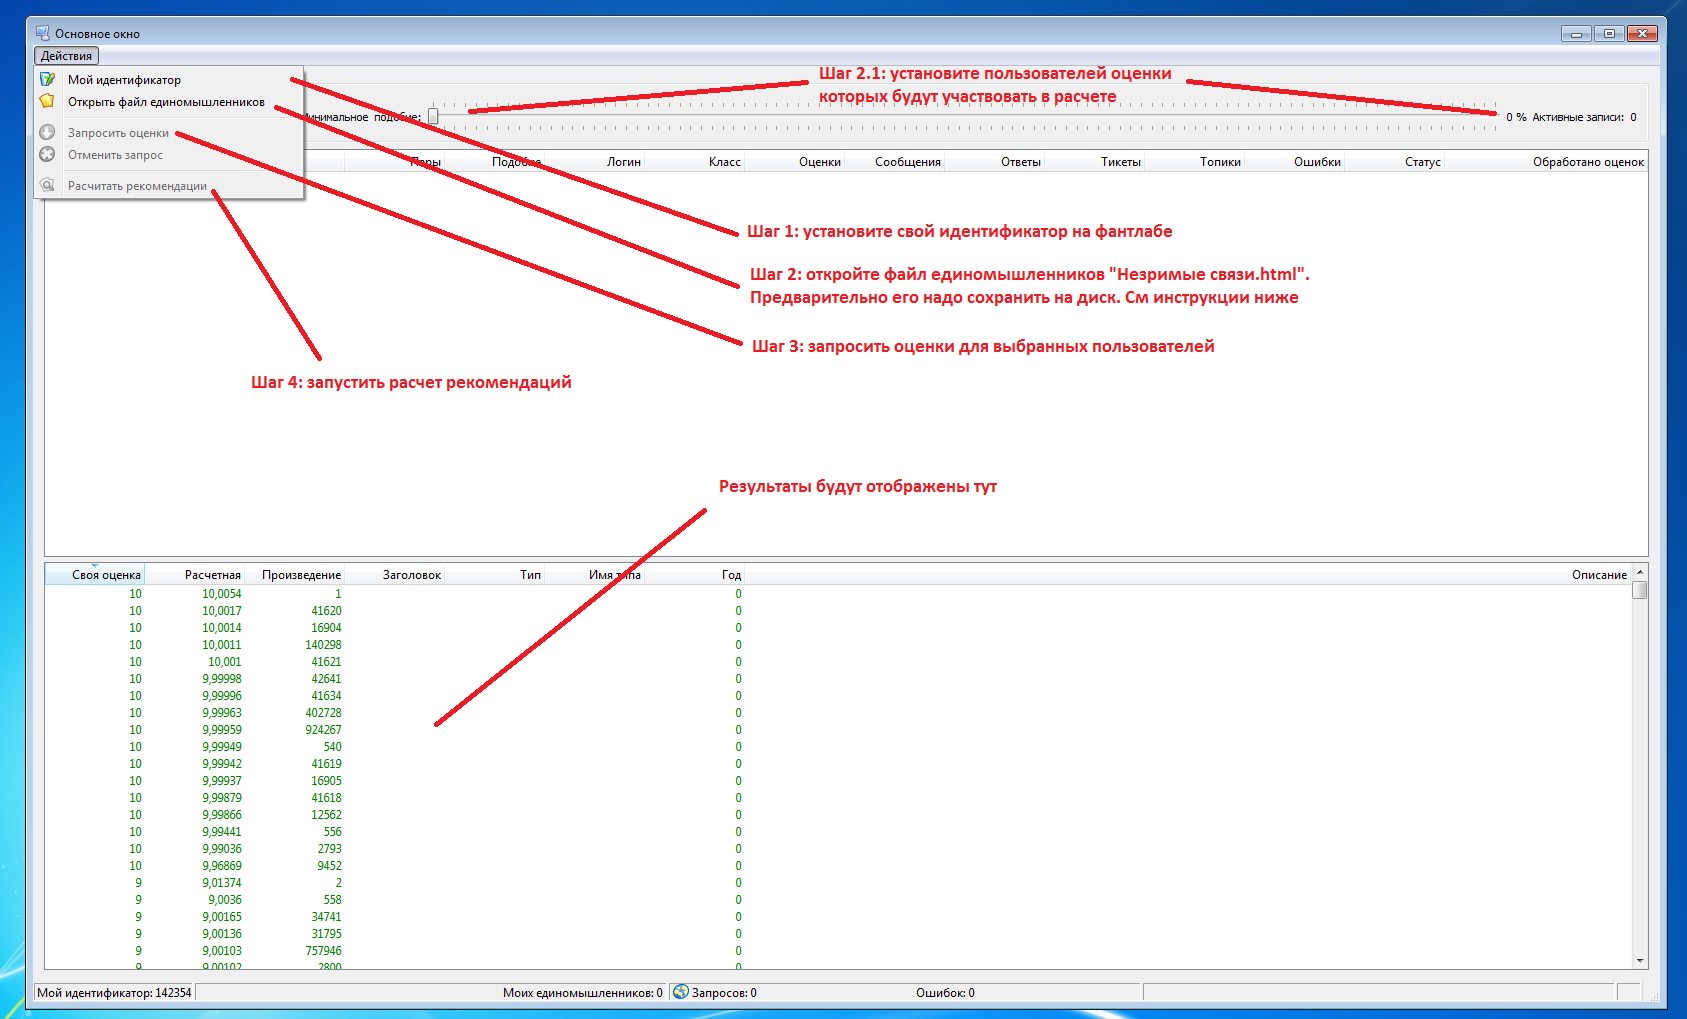 Основное окно
Действия
Мой идентификатор
Открыть файл единомышленников
Запросить оценки
Отменить запрос
Расчитать рекомендации
Шаг 2.1: установите пользователей оценки
которых будут участвовать в расчете
Минимальное подобие:
0 % Активные записи: 0
Пары Подобие Логин Класс Оценки Сообщения Ответы Тикеты Топики Ошибки Статус Обработано оценок
Шаг 1: установите свой идентификатор на фантлабе
Шаг 2: откройте файл единомышленников "Незримые связи.html".
Предварительно его надо сохранить на диск. См инструкции ниже
Шаг 3: запросить оценки для выбранных пользователей
Шаг 4: запустить расчет рекомендаций
Результаты будут отображены тут
Своя оценка Расчетная Произведение Заголовок Тип Имя типа Год Описание
10 10,0054 1 0
10 10,0017 41620 0
10 10,0014 16904 0
10 10,0011 140298 0
10 10,001 41621 0
10 9,99998 42641 0
10 9,99996 41634 0
10 9,99963 402728 0
10 9,99959 924267 0
10 9,99949 540 0
10 9,99942 41619 0
10 9,99937 16905 0
10 9,99879 41618 0
10 9,99866 12562 0
10 9,99441 556 0
10 9,99036 2793 0
10 9,96869 9452 0
9 9,01374 2 0
9 9,0036 558 0
9 9,00165 34741 0
9 9,00136 31795 0
9 9,00103 757946 0
9 9,00102 2800 0
Мой идентификатор: 142354 Моих единомышленников: 0 Запросов: 0 Ошибок: 0